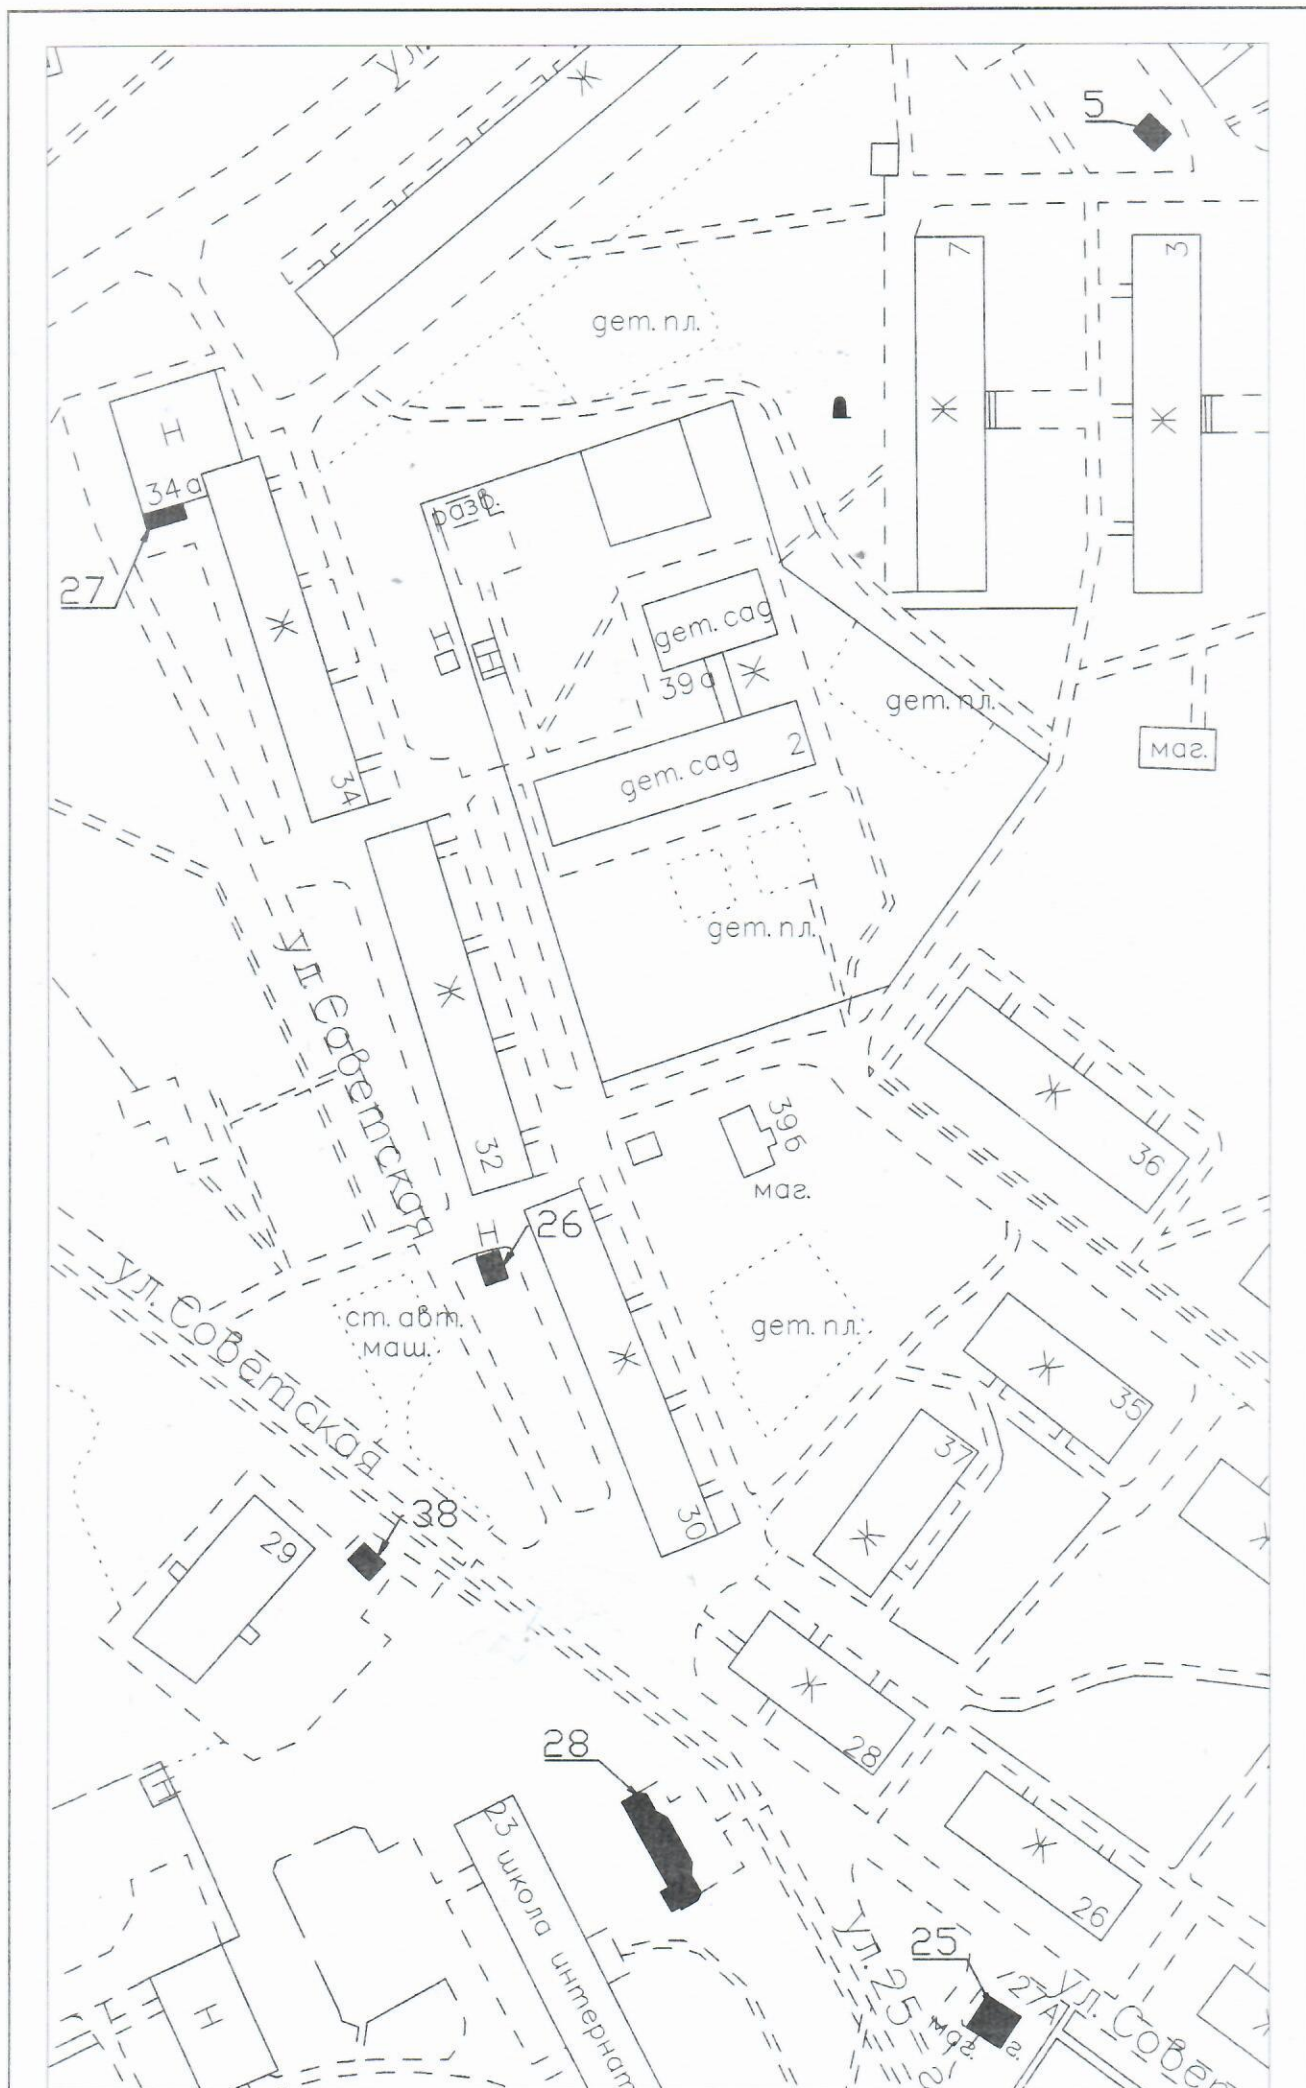 ул.
Ж
5
7
3
дет. пл.
Н
Ж
Ж
34а
разв.
27
Ж
Н
дет. сад
39а
Ж
дет. пл.
маг.
2
дет. сад
34
дет. пл.
ул. Советская
Ж
Ж
39б
32
36
маг.
Н
26
ул. Советская
ст. авт.
маш.
дет. пл.
Ж
Ж
35
37
38
30
29
Ж
28
Ж
28
Н
23 школа интернат
Ж
26
ул. 25
25
27А
ул. Совет
маг.
г.
Н
Н